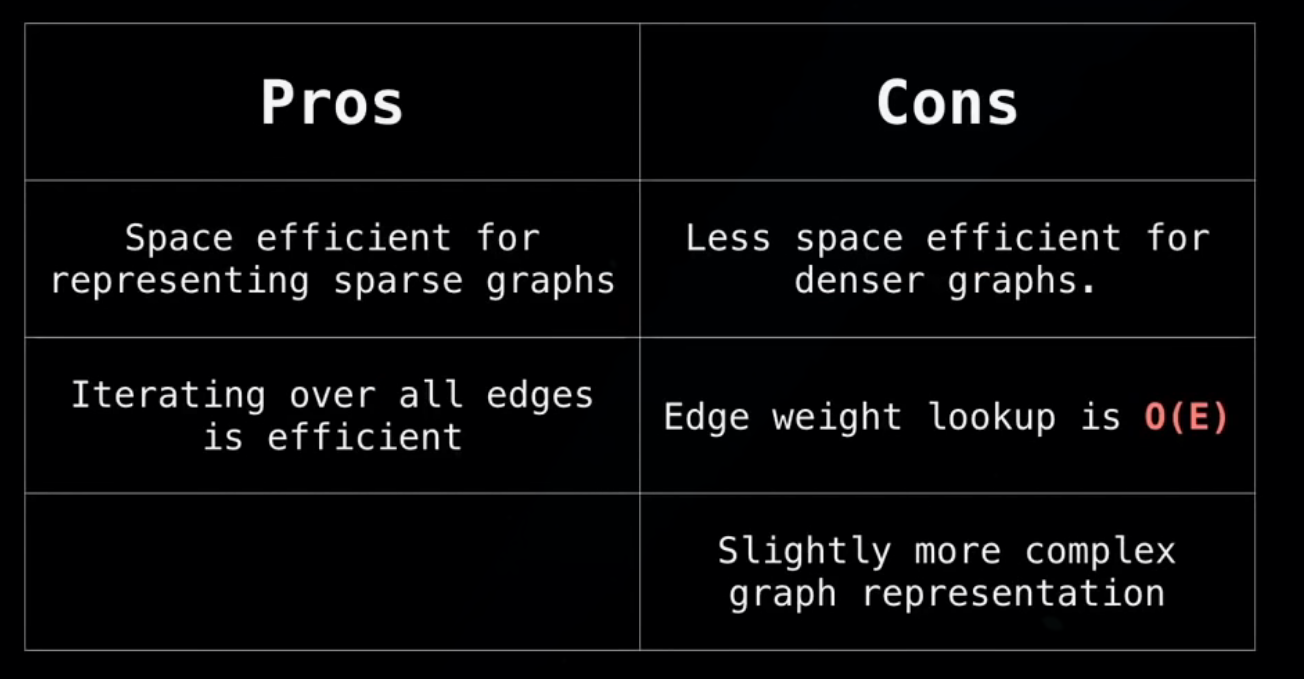 Pros
Cons
Space efficient for
representing sparse graphs
Less space efficient for
denser graphs.
Iterating over all edges
is efficient
Edge weight lookup is O(E)
Slightly more complex
graph representation